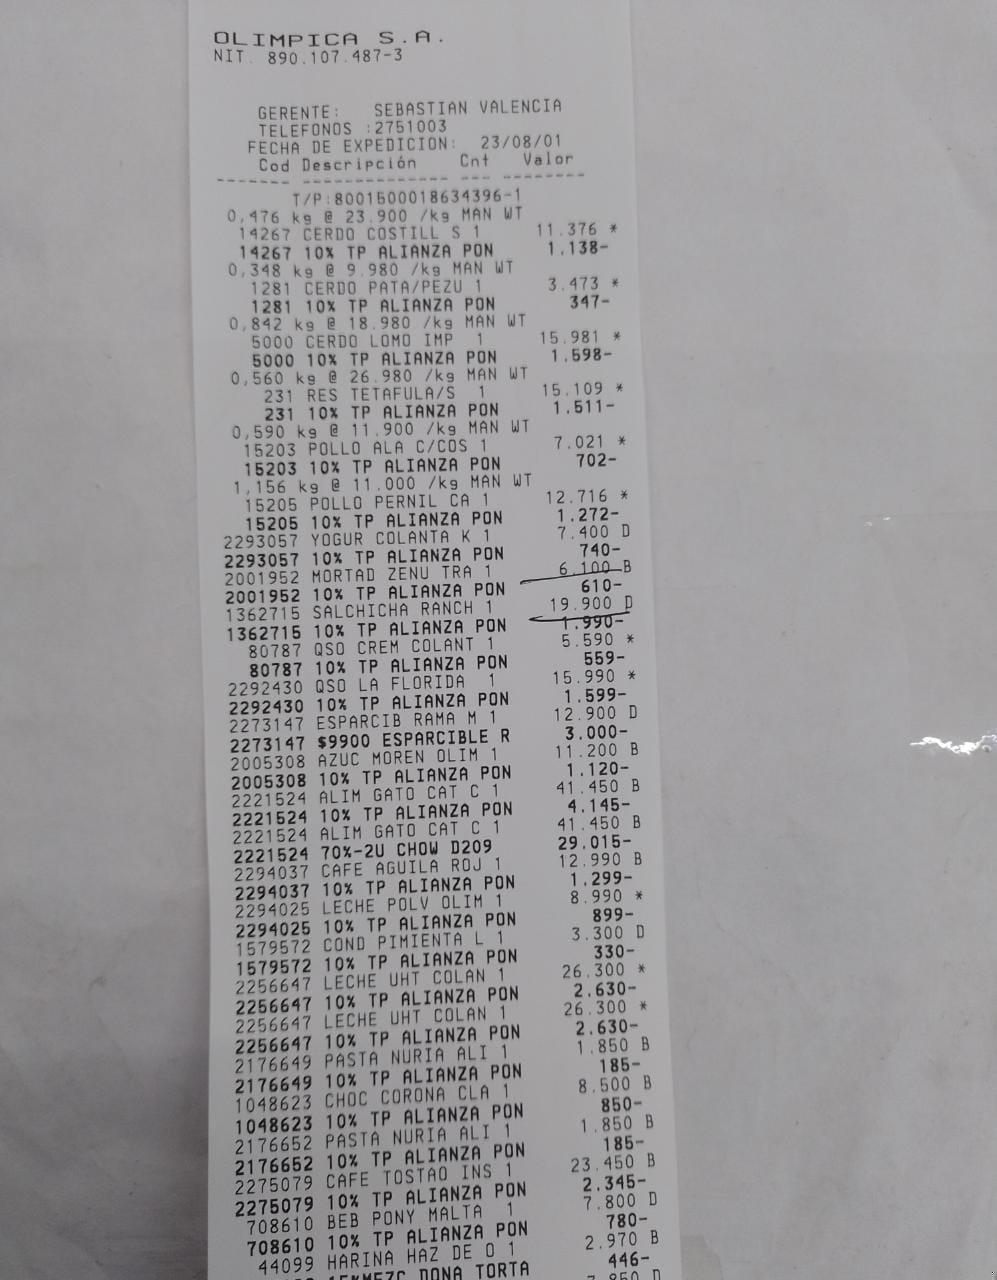 OLIMPICA S.A.
NIT. 890.107.487-3
GERENTE: SEBASTIAN VALENCIA
TELEFONOS :2751003
FECHA DE EXPEDICION: 23/08/01
Cod Descripción Cnt Valor
------- -------------- --- --------
T/P:8001500018634396-1
0,476 kg @ 23.900 /kg MAN WT
14267 CERDO COSTILL S 1 11.376 *
14267 10% TP ALIANZA PON 1.138-
0,348 kg @ 9.980 /kg MAN WT
1281 CERDO PATA/PEZU 1 3.473 *
1281 10% TP ALIANZA PON 347-
0,842 kg @ 18.980 /kg MAN WT
5000 CERDO LOMO IMP 1 15.981 *
5000 10% TP ALIANZA PON 1.598-
0,560 kg @ 26.980 /kg MAN WT
231 RES TETAFULA/S 1 15.109 *
231 10% TP ALIANZA PON 1.511-
0,590 kg @ 11.900 /kg MAN WT
15203 POLLO ALA C/COS 1 7.021 *
15203 10% TP ALIANZA PON 702-
1,156 kg @ 11.000 /kg MAN WT
15205 POLLO PERNIL CA 1 12.716 *
15205 10% TP ALIANZA PON 1.272-
2293057 YOGUR COLANTA K 1 7.400 D
2293057 10% TP ALIANZA PON 740-
2001952 MORTAD ZENU TRA 1 6.100 B
2001952 10% TP ALIANZA PON 610-
1362715 SALCHICHA RANCH 1 19.900 D
1362715 10% TP ALIANZA PON 1.990-
80787 QSO CREM COLANT 1 5.590 *
80787 10% TP ALIANZA PON 559-
2292430 QSO LA FLORIDA 1 15.990 *
2292430 10% TP ALIANZA PON 1.599-
2273147 ESPARCIB RAMA M 1 12.900 D
2273147 $9900 ESPARCIBLE R 3.000-
2005308 AZUC MOREN OLIM 1 11.200 B
2005308 10% TP ALIANZA PON 1.120-
2221524 ALIM GATO CAT C 1 41.450 B
2221524 10% TP ALIANZA PON 4.145-
2221524 ALIM GATO CAT C 1 41.450 B
2221524 70%-2U CHOW D209 29.015-
2294037 CAFE AGUILA ROJ 1 12.990 B
2294037 10% TP ALIANZA PON 1.299-
2294025 LECHE POLV OLIM 1 8.990 *
2294025 10% TP ALIANZA PON 899-
1579572 COND PIMIENTA L 1 3.300 D
1579572 10% TP ALIANZA PON 330-
2256647 LECHE UHT COLAN 1 26.300 *
2256647 10% TP ALIANZA PON 2.630-
2256647 LECHE UHT COLAN 1 26.300 *
2256647 10% TP ALIANZA PON 2.630-
2176649 PASTA NURIA ALI 1 1.850 B
2176649 10% TP ALIANZA PON 185-
1048623 CHOC CORONA CLA 1 8.500 B
1048623 10% TP ALIANZA PON 850-
2176652 PASTA NURIA ALI 1 1.850 B
2176652 10% TP ALIANZA PON 185-
2275079 CAFE TOSTAO INS 1 23.450 B
2275079 10% TP ALIANZA PON 2.345-
708610 BEB PONY MALTA 1 7.800 D
708610 10% TP ALIANZA PON 780-
44099 HARINA HAZ DE O 1 2.970 B
DONA TORTA 446-